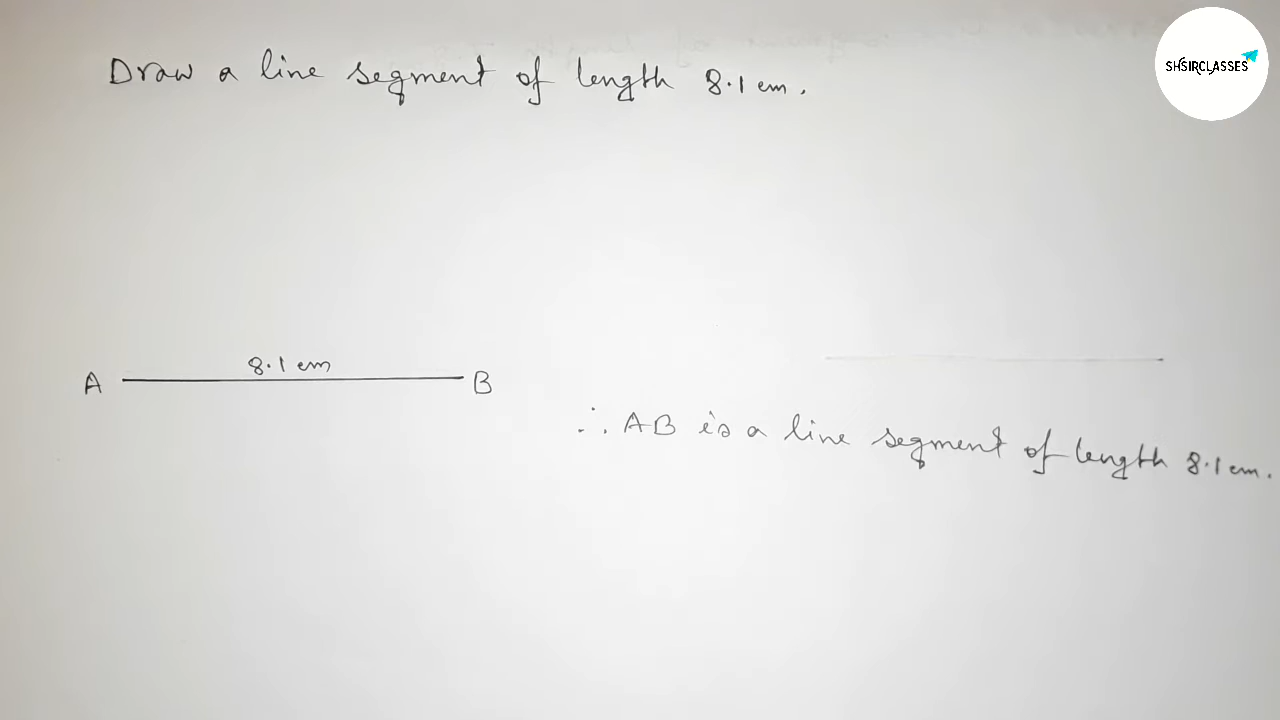 Draw a line segment of length 8.1 cm.
SHSIRCLASSES
8.1 cm
A B
∴ AB is a line segment of length 8.1 cm.